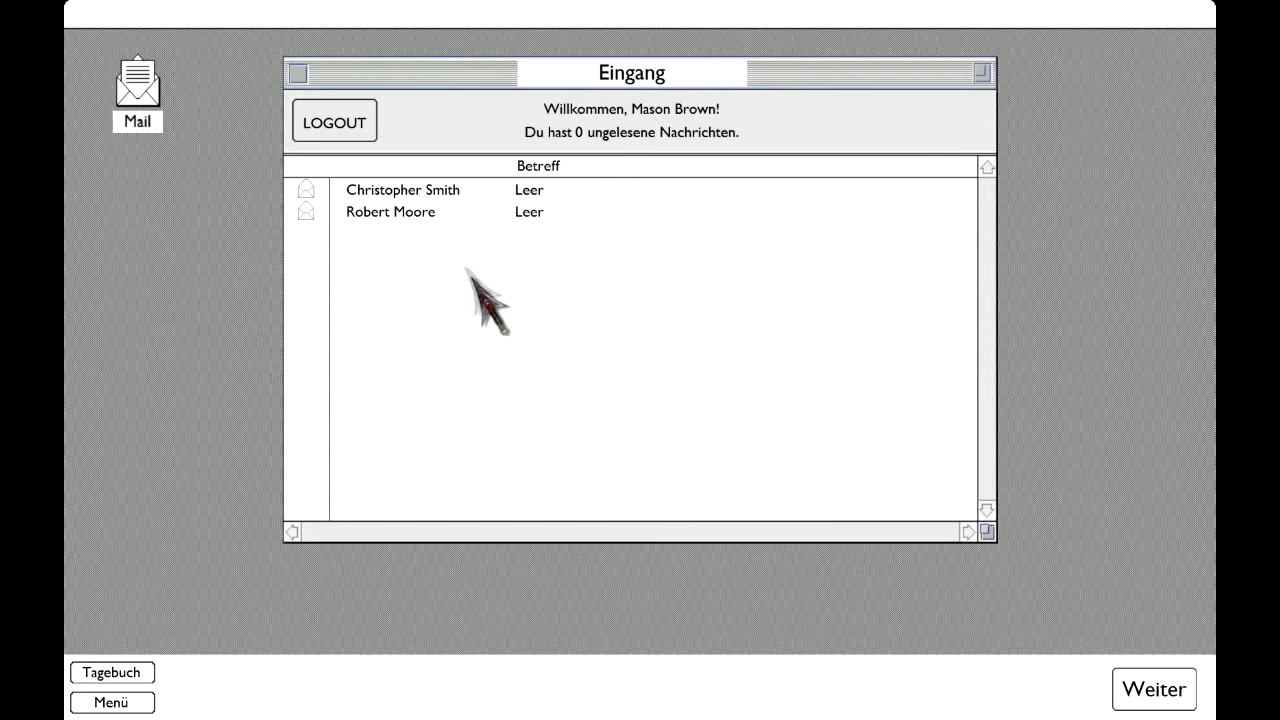 Eingang
Mail
LOGOUT
Willkommen, Mason Brown!
Du hast 0 ungelesene Nachrichten.
Betreff
Christopher Smith Leer
Robert Moore Leer
Tagebuch
Menü
Weiter